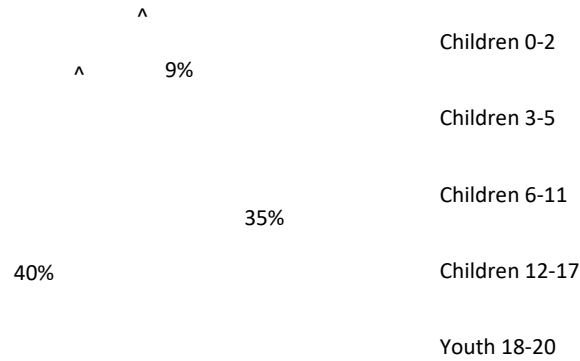 ^
^
9%
35%
40%
Children 0-2
Children 3-5
Children 6-11
Children 12-17
Youth 18-20